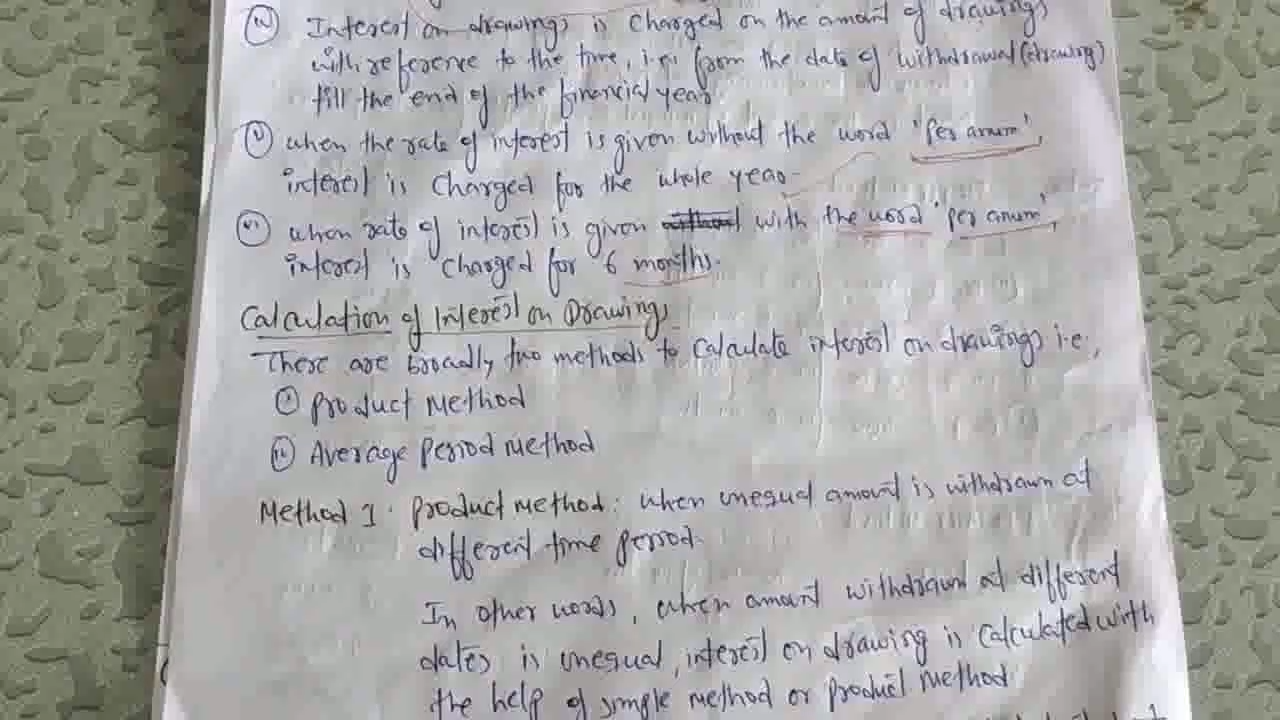 (iv) Interest on drawings is charged on the amount of drawings
with reference to the time, i.e. from the date of withdrawal (drawing)
till the end of the financial year
(v) when the rate of interest is given without the word 'Per anum',
interest is charged for the whole year.
(vi) when rate of interest is given with the word 'per anum',
interest is charged for 6 months.
Calculation of Interest on Drawings
There are broadly two methods to calculate interest on drawings i.e.,
(i) Product Method
(ii) Average Period Method
Method 1. Product method: when unequal amount is withdrawn at
different time period.
In other words, when amount withdrawn at different
dates is unequal, interest on drawing is calculated with
the help of simple method or product method